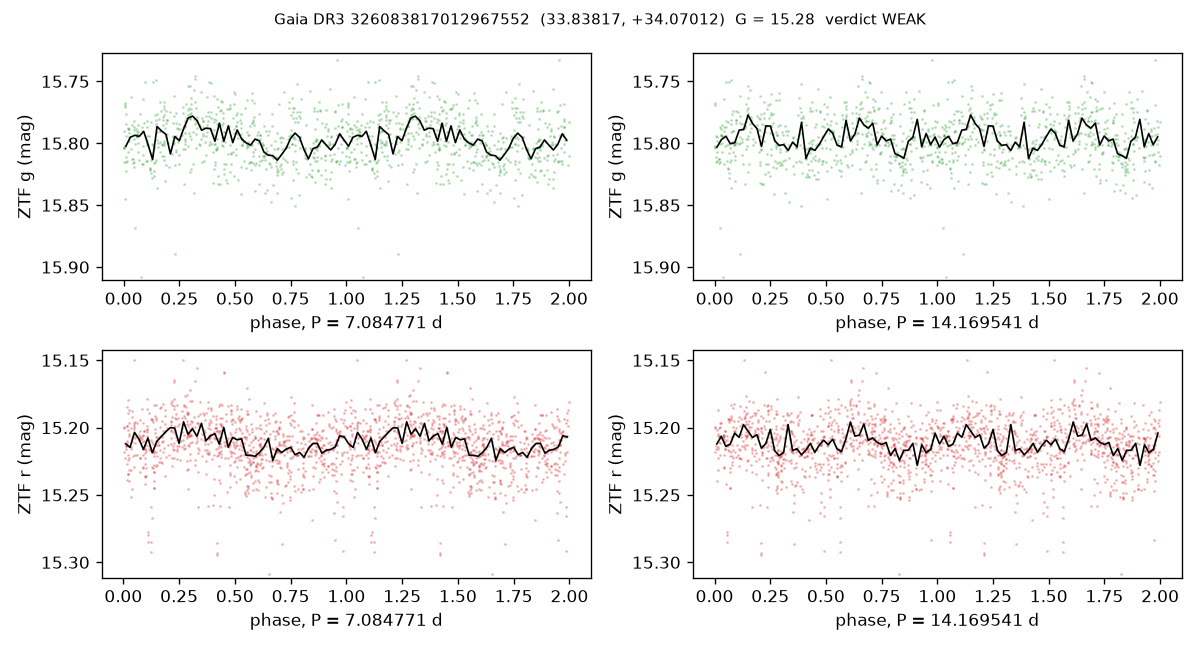 Gaia DR3 326083817012967552  (33.83817, +34.07012)  G = 15.28  verdict WEAK
ZTF g (mag)
15.75
15.80
15.85
15.90
0.00 0.25 0.50 0.75 1.00 1.25 1.50 1.75 2.00
phase, P = 7.084771 d
ZTF g (mag)
15.75
15.80
15.85
15.90
0.00 0.25 0.50 0.75 1.00 1.25 1.50 1.75 2.00
phase, P = 14.169541 d
ZTF r (mag)
15.15
15.20
15.25
15.30
0.00 0.25 0.50 0.75 1.00 1.25 1.50 1.75 2.00
phase, P = 7.084771 d
ZTF r (mag)
15.15
15.20
15.25
15.30
0.00 0.25 0.50 0.75 1.00 1.25 1.50 1.75 2.00
phase, P = 14.169541 d